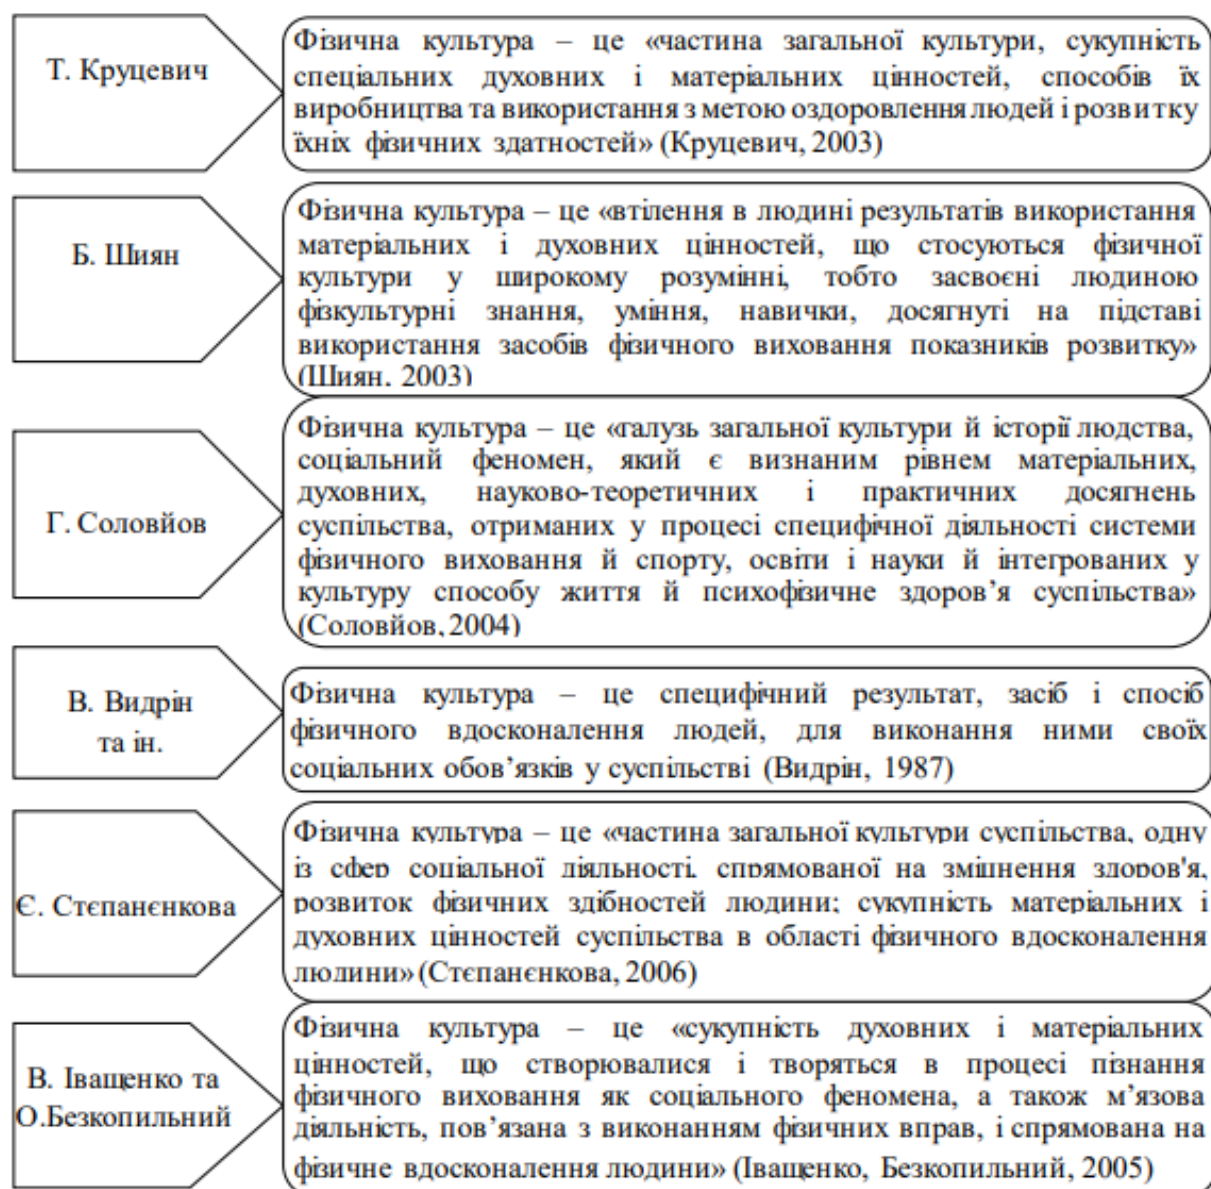 Т. Круцевич
Фізична культура – це «частина загальної культури, сукупність
спеціальних духовних і матеріальних цінностей, способів їх
виробництва та використання з метою оздоровлення людей і розвитку
їхніх фізичних здатностей» (Круцевич, 2003)
Б. Шиян
Фізична культура – це «втілення в людині результатів використання
матеріальних і духовних цінностей, що стосуються фізичної
культури у широкому розумінні, тобто засвоєні людиною
фізкультурні знання, уміння, навички, досягнуті на підставі
використання засобів фізичного виховання показників розвитку»
(Шиян, 2003)
Г. Соловйов
Фізична культура – це «галузь загальної культури й історії людства,
соціальний феномен, який є визнаним рівнем матеріальних,
духовних, науково-теоретичних і практичних досягнень
суспільства, отриманих у процесі специфічної діяльності системи
фізичного виховання й спорту, освіти і науки й інтегрованих у
культуру способу життя й психофізичне здоров’я суспільства»
(Соловйов, 2004)
В. Видрін
та ін.
Фізична культура – це специфічний результат, засіб і спосіб
фізичного вдосконалення людей, для виконання ними своїх
соціальних обов’язків у суспільстві (Видрін, 1987)
Є. Стєпанєнкова
Фізична культура – це «частина загальної культури суспільства, одну
із сфер соціальної діяльності, спрямованої на зміцнення здоров'я,
розвиток фізичних здібностей людини; сукупність матеріальних і
духовних цінностей суспільства в області фізичного вдосконалення
людини» (Стєпанєнкова, 2006)
В. Іващенко та
О.Безкопильний
Фізична культура – це «сукупність духовних і матеріальних
цінностей, що створювалися і творяться в процесі пізнання
фізичного виховання як соціального феномена, а також м’язова
діяльність, пов’язана з виконанням фізичних вправ, і спрямована на
фізичне вдосконалення людини» (Іващенко, Безкопильний, 2005)